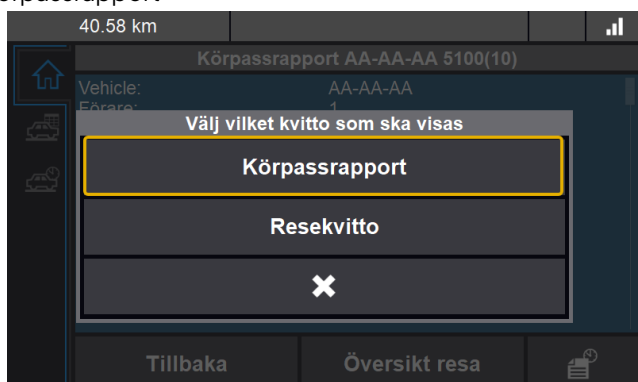 örpassrapport
40.58 km
Körpassrapport AA-AA-AA 5100(10)
Vehicle: AA-AA-AA
Förare: 1
Välj vilket kvitto som ska visas
Körpassrapport
Resekvitto
Tillbaka Översikt resa